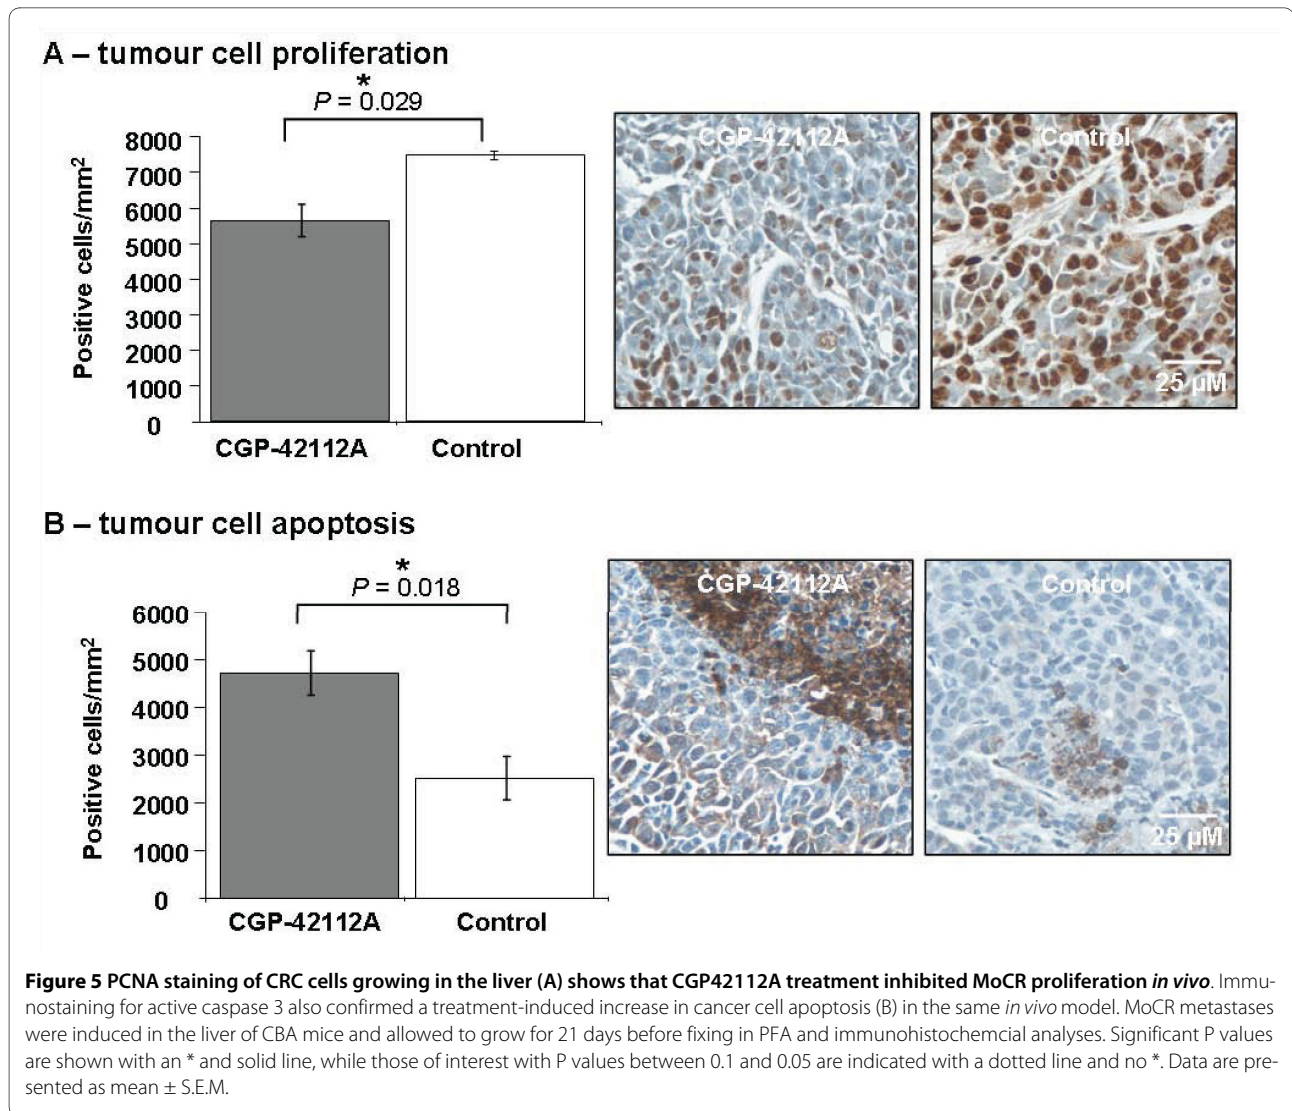 A – tumour cell proliferation
*
P = 0.029
8000
7000
6000
5000
4000
3000
2000
1000
0
Positive cells/mm²
CGP-42112A
Control
CGP-42112A
Control
25 µM
B – tumour cell apoptosis
*
P = 0.018
6000
5000
4000
3000
2000
1000
0
Positive cells/mm²
CGP-42112A
Control
CGP-42112A
Control
25 µM
Figure 5 PCNA staining of CRC cells growing in the liver (A) shows that CGP42112A treatment inhibited MoCR proliferation in vivo. Immu-
nostaining for active caspase 3 also confirmed a treatment-induced increase in cancer cell apoptosis (B) in the same in vivo model. MoCR metastases
were induced in the liver of CBA mice and allowed to grow for 21 days before fixing in PFA and immunohistochemcial analyses. Significant P values
are shown with an * and solid line, while those of interest with P values between 0.1 and 0.05 are indicated with a dotted line and no *. Data are pre-
sented as mean ± S.E.M.